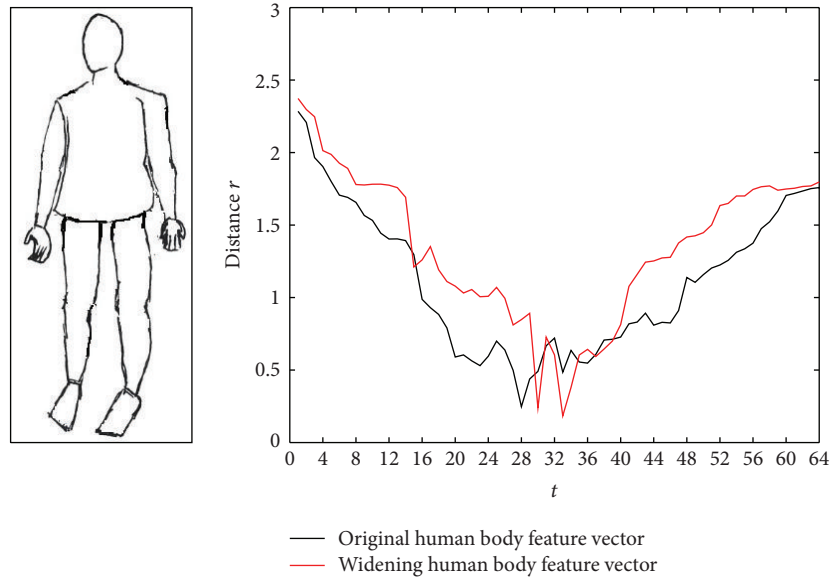 3
2.5
2
1.5
1
0.5
0
Distance r
0 4 8 12 16 20 24 28 32 36 40 44 48 52 56 60 64
t
Original human body feature vector
Widening human body feature vector